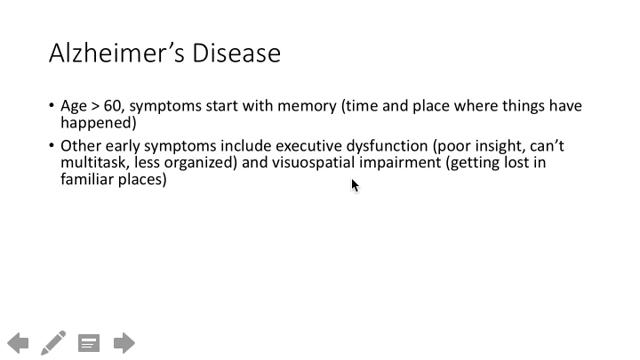 Alzheimer’s Disease
• Age > 60, symptoms start with memory (time and place where things have
happened)
• Other early symptoms include executive dysfunction (poor insight, can’t
multitask, less organized) and visuospatial impairment (getting lost in
familiar places)